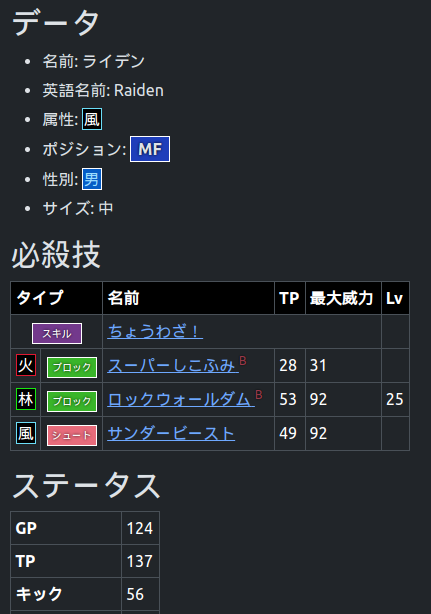 データ
名前: ライデン
英語名前: Raiden
属性: 風
ポジション: MF
性別: 男
サイズ: 中
必殺技
タイプ 名前 TP 最大威力 Lv
スキル ちょうわざ！
火 ブロック スーパーしこふみ B 28 31
林 ブロック ロックウォールダム B 53 92 25
風 シュート サンダービースト 49 92
ステータス
GP 124
TP 137
キック 56